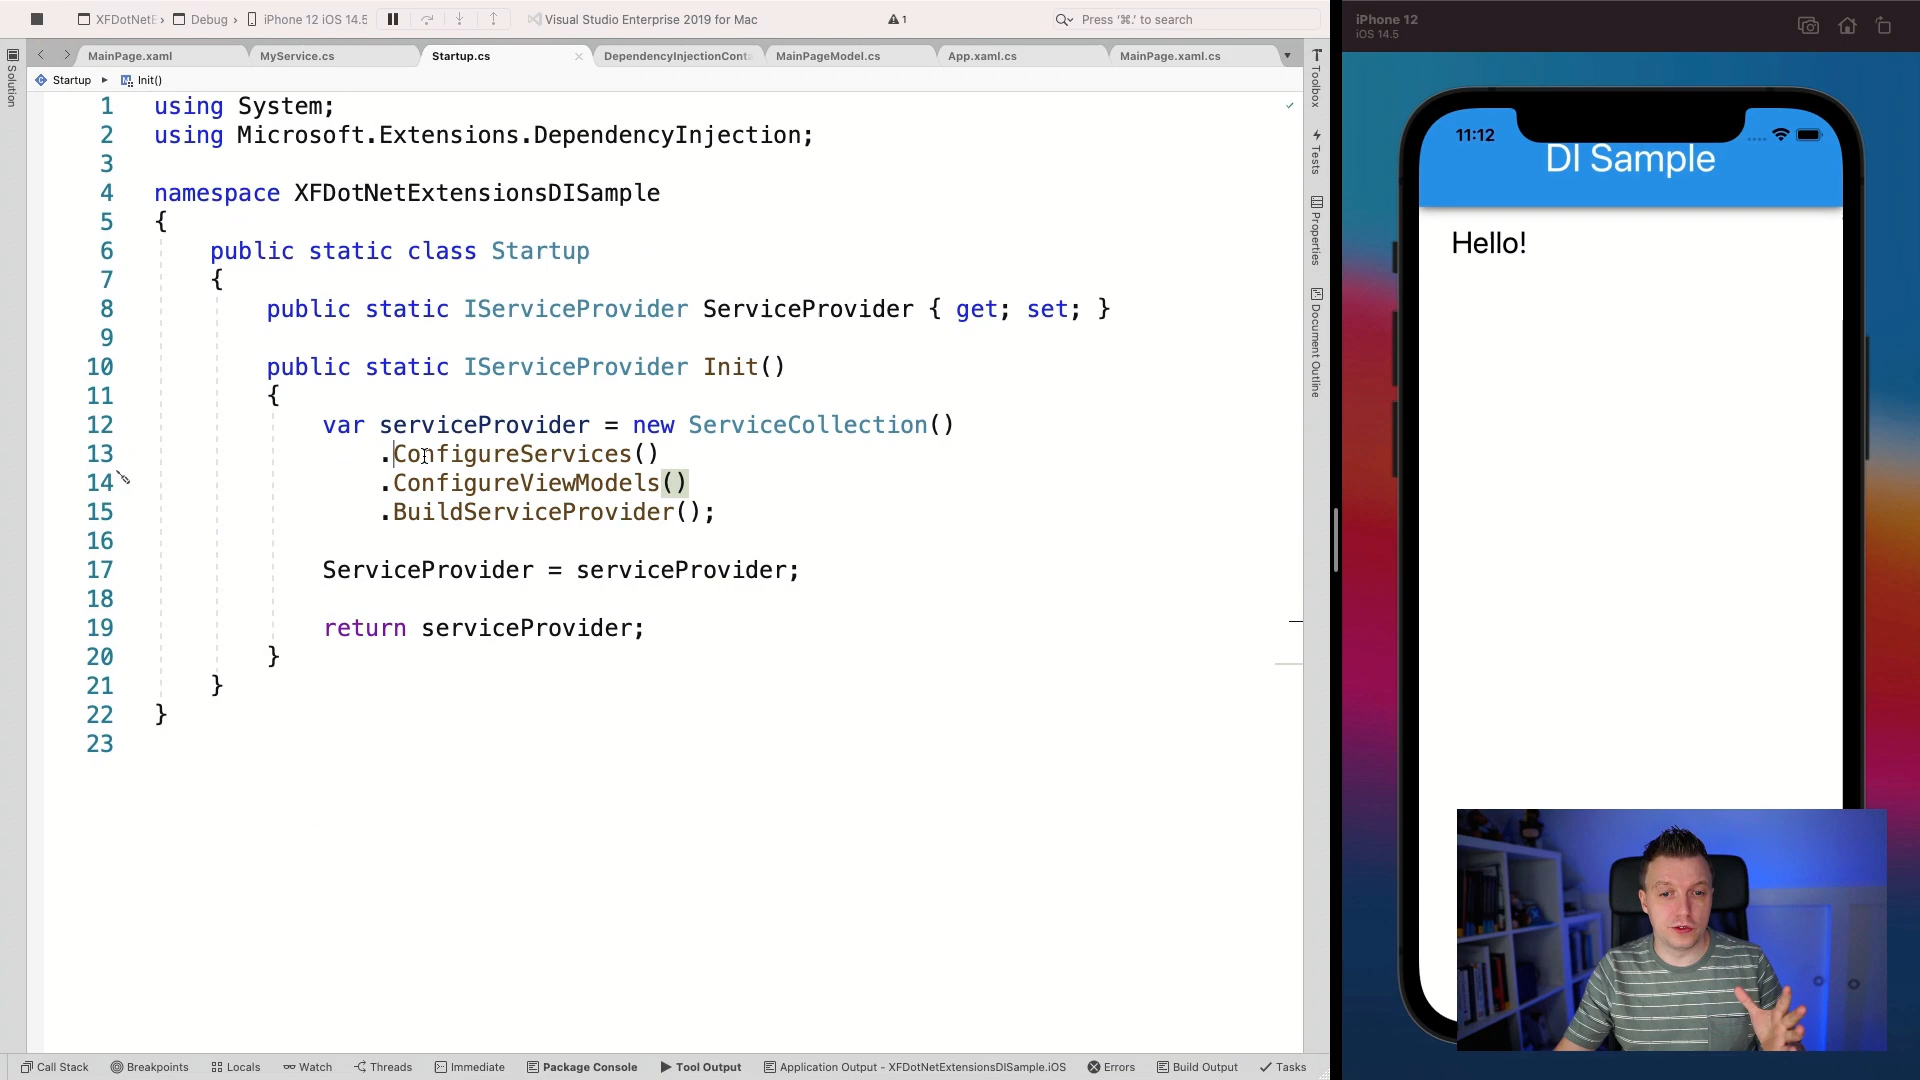 XFDotNetE
Debug
iPhone 12 iOS 14.5
Visual Studio Enterprise 2019 for Mac
1
Press ‘⌘.’ to search
MainPage.xaml
MyService.cs
Startup.cs
DependencyInjectionConta
MainPageModel.cs
App.xaml.cs
MainPage.xaml.cs
Startup
Init()
Solution
1 using System;
2 using Microsoft.Extensions.DependencyInjection;
3
4 namespace XFDotNetExtensionsDISample
5 {
6 public static class Startup
7 {
8 public static IServiceProvider ServiceProvider { get; set; }
9
10 public static IServiceProvider Init()
11 {
12 var serviceProvider = new ServiceCollection()
13 .ConfigureServices()
14 .ConfigureViewModels()
15 .BuildServiceProvider();
16
17 ServiceProvider = serviceProvider;
18
19 return serviceProvider;
20 }
21 }
22 }
23
Toolbox
Tests
Properties
Document Outline
Call Stack
Breakpoints
Locals
Watch
Threads
Immediate
Package Console
Tool Output
Application Output - XFDotNetExtensionsDISample.iOS
Errors
Build Output
Tasks
iPhone 12
iOS 14.5
11:12
DI Sample
Hello!